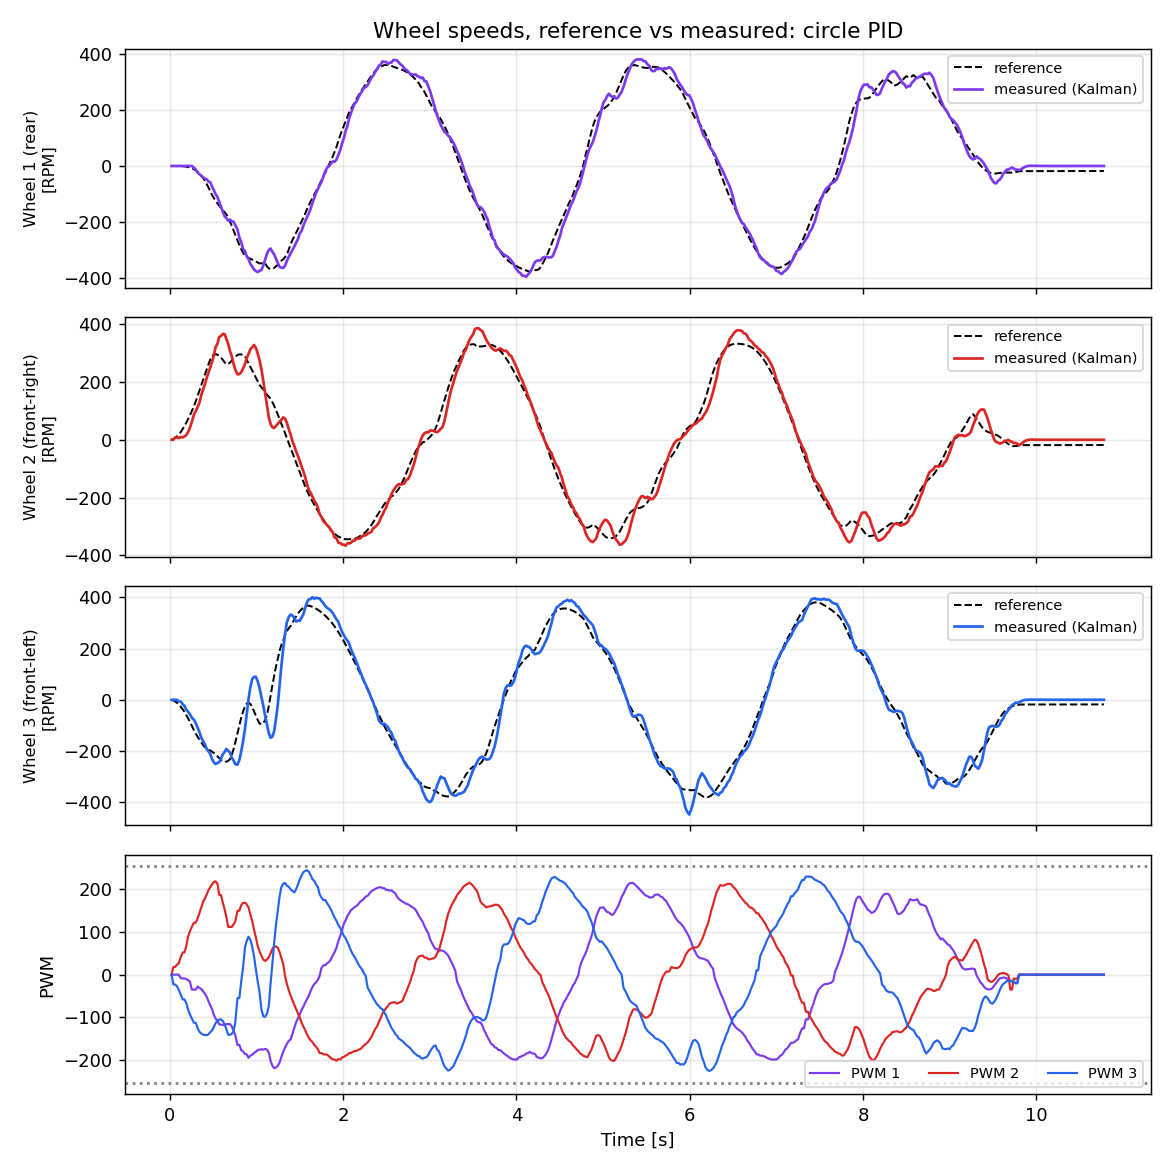 Wheel speeds, reference vs measured: circle PID
400
200
0
−200
−400
Wheel 1 (rear)
[RPM]
reference
measured (Kalman)
400
200
0
−200
−400
Wheel 2 (front-right)
[RPM]
reference
measured (Kalman)
400
200
0
−200
−400
Wheel 3 (front-left)
[RPM]
reference
measured (Kalman)
200
100
0
−100
−200
PWM
PWM 1
PWM 2
PWM 3
0
2
4
6
8
10
Time [s]